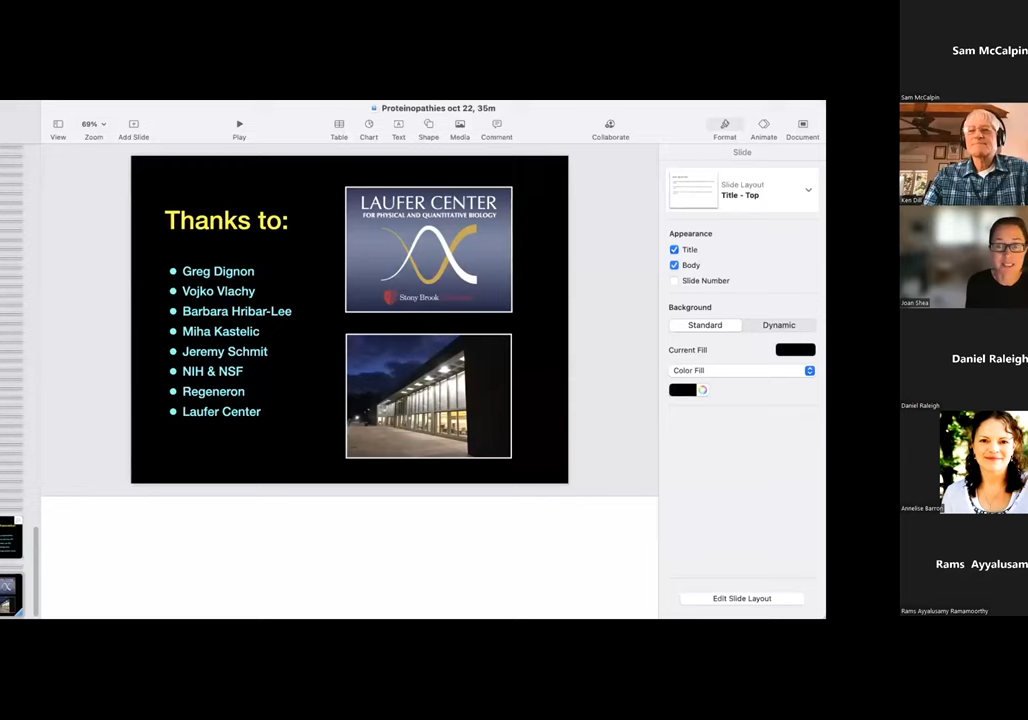 Proteinopathies oct 22, 35m
View
69%
Zoom
Add Slide
Play
Table
Chart
Text
Shape
Media
Comment
Collaborate
Format
Animate
Document
Thanks to:
Greg Dignon
Vojko Vlachy
Barbara Hribar-Lee
Miha Kastelic
Jeremy Schmit
NIH & NSF
Regeneron
Laufer Center
LAUFER CENTER
FOR PHYSICAL AND QUANTITATIVE BIOLOGY
Stony Brook
Slide
Slide Layout
Title - Top
Appearance
Title
Body
Slide Number
Background
Standard
Dynamic
Current Fill
Color Fill
Edit Slide Layout
Sam McCalpin
Sam McCalpin
Ken Dill
Joan Shea
Daniel Raleigh
Daniel Raleigh
Annelise Barron
Rams Ayyalusam
Rams Ayyalusamy Ramamoorthy